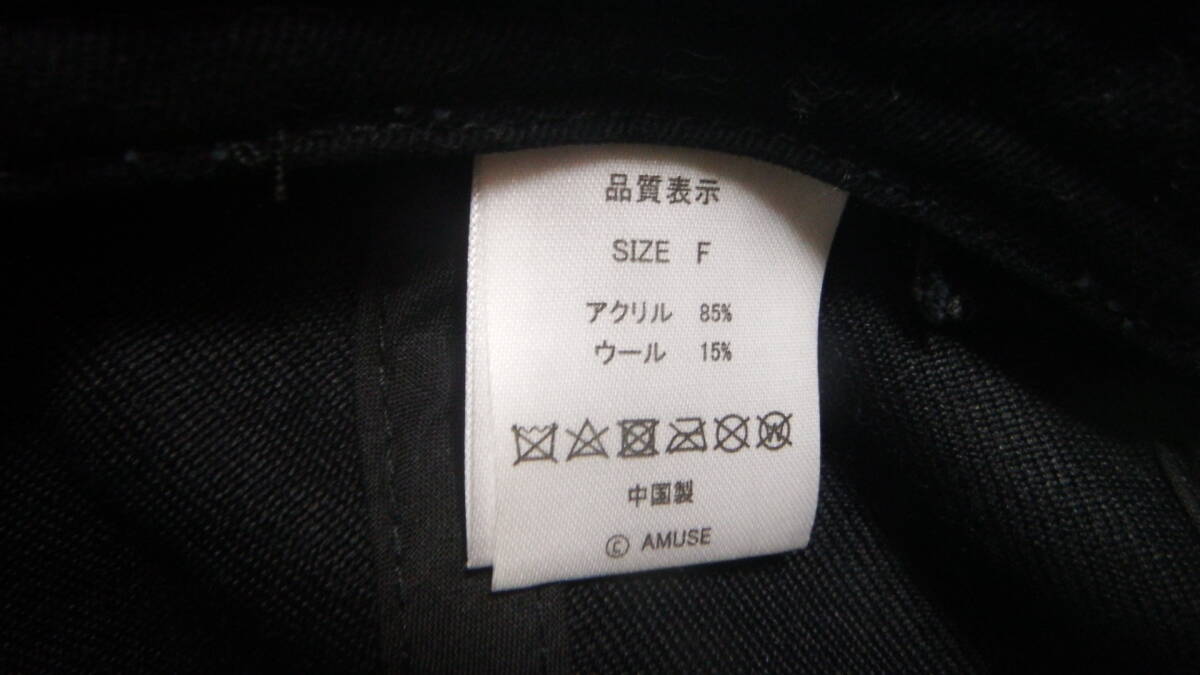 品質表示
SIZE F
アクリル 85%
ウール 15%
中国製
© AMUSE